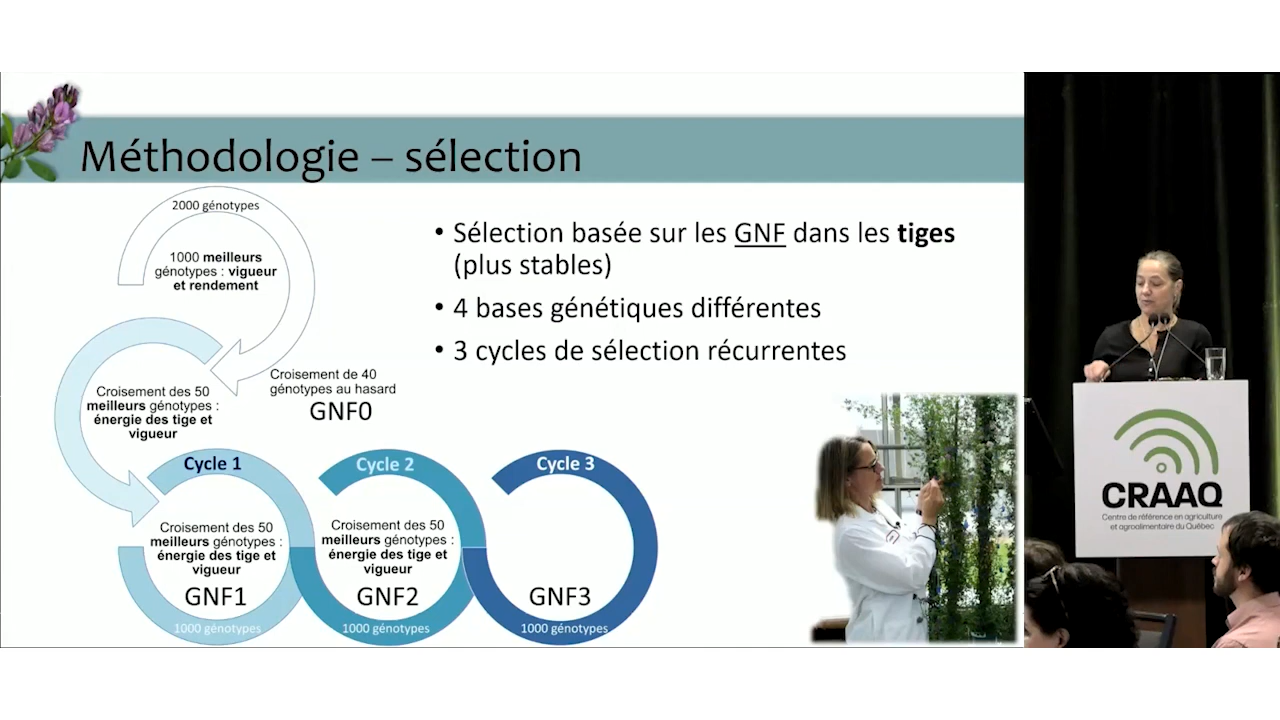 Méthodologie – sélection
2000 génotypes
1000 meilleurs
génotypes : vigueur
et rendement
Croisement de 40
génotypes au hasard
GNF0
Croisement des 50
meilleurs génotypes :
énergie des tige et
vigueur
Cycle 1
Croisement des 50
meilleurs génotypes :
énergie des tige et
vigueur
GNF1
1000 génotypes
Cycle 2
Croisement des 50
meilleurs génotypes :
énergie des tige et
vigueur
GNF2
1000 génotypes
Cycle 3
GNF3
1000 génotypes
• Sélection basée sur les GNF dans les tiges
(plus stables)
• 4 bases génétiques différentes
• 3 cycles de sélection récurrentes
CRAAQ
Centre de référence en agriculture
et agroalimentaire du Québec